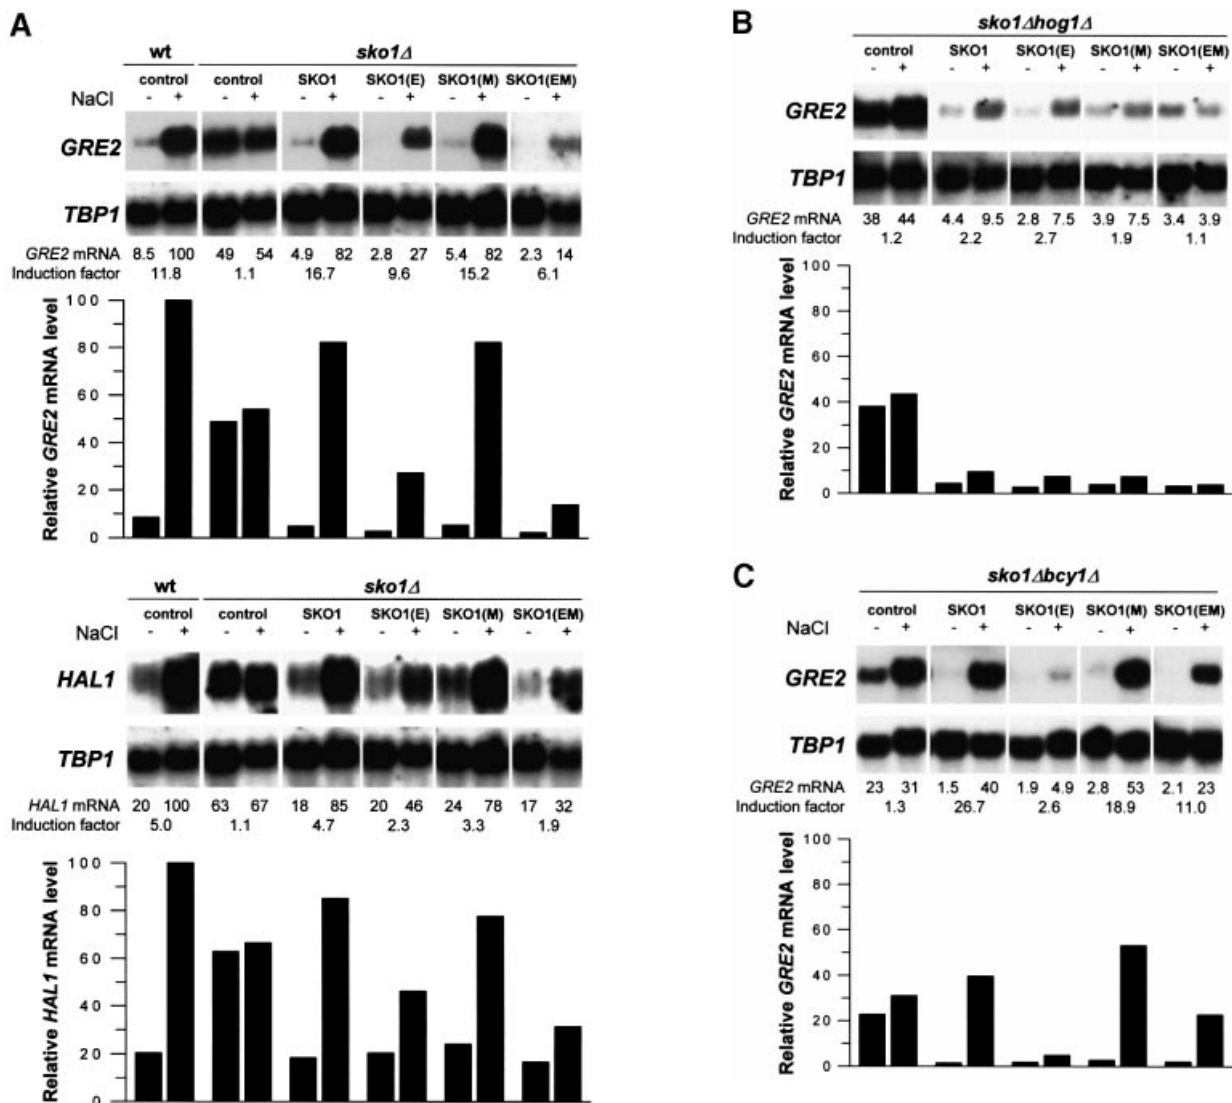 A
wt sko1Δ
control control SKO1 SKO1(E) SKO1(M) SKO1(EM)
NaCl - + - + - + - + - + - +
GRE2
TBP1
GRE2 mRNA 8.5 100 49 54 4.9 82 2.8 27 5.4 82 2.3 14
Induction factor 11.8 1.1 16.7 9.6 15.2 6.1
Relative GRE2 mRNA level
100
80
60
40
20
0
wt sko1Δ
control control SKO1 SKO1(E) SKO1(M) SKO1(EM)
NaCl - + - + - + - + - + - +
HAL1
TBP1
HAL1 mRNA 20 100 63 67 18 85 20 46 24 78 17 32
Induction factor 5.0 1.1 4.7 2.3 3.3 1.9
Relative HAL1 mRNA level
100
80
60
40
20
0
B
sko1Δhog1Δ
control SKO1 SKO1(E) SKO1(M) SKO1(EM)
- + - + - + - + - +
GRE2
TBP1
GRE2 mRNA 38 44 4.4 9.5 2.8 7.5 3.9 7.5 3.4 3.9
Induction factor 1.2 2.2 2.7 1.9 1.1
Relative GRE2 mRNA level
100
80
60
40
20
0
C
sko1Δbcy1Δ
control SKO1 SKO1(E) SKO1(M) SKO1(EM)
NaCl - + - + - + - + - +
GRE2
TBP1
GRE2 mRNA 23 31 1.5 40 1.9 4.9 2.8 53 2.1 23
Induction factor 1.3 26.7 2.6 18.9 11.0
Relative GRE2 mRNA level
100
80
60
40
20
0